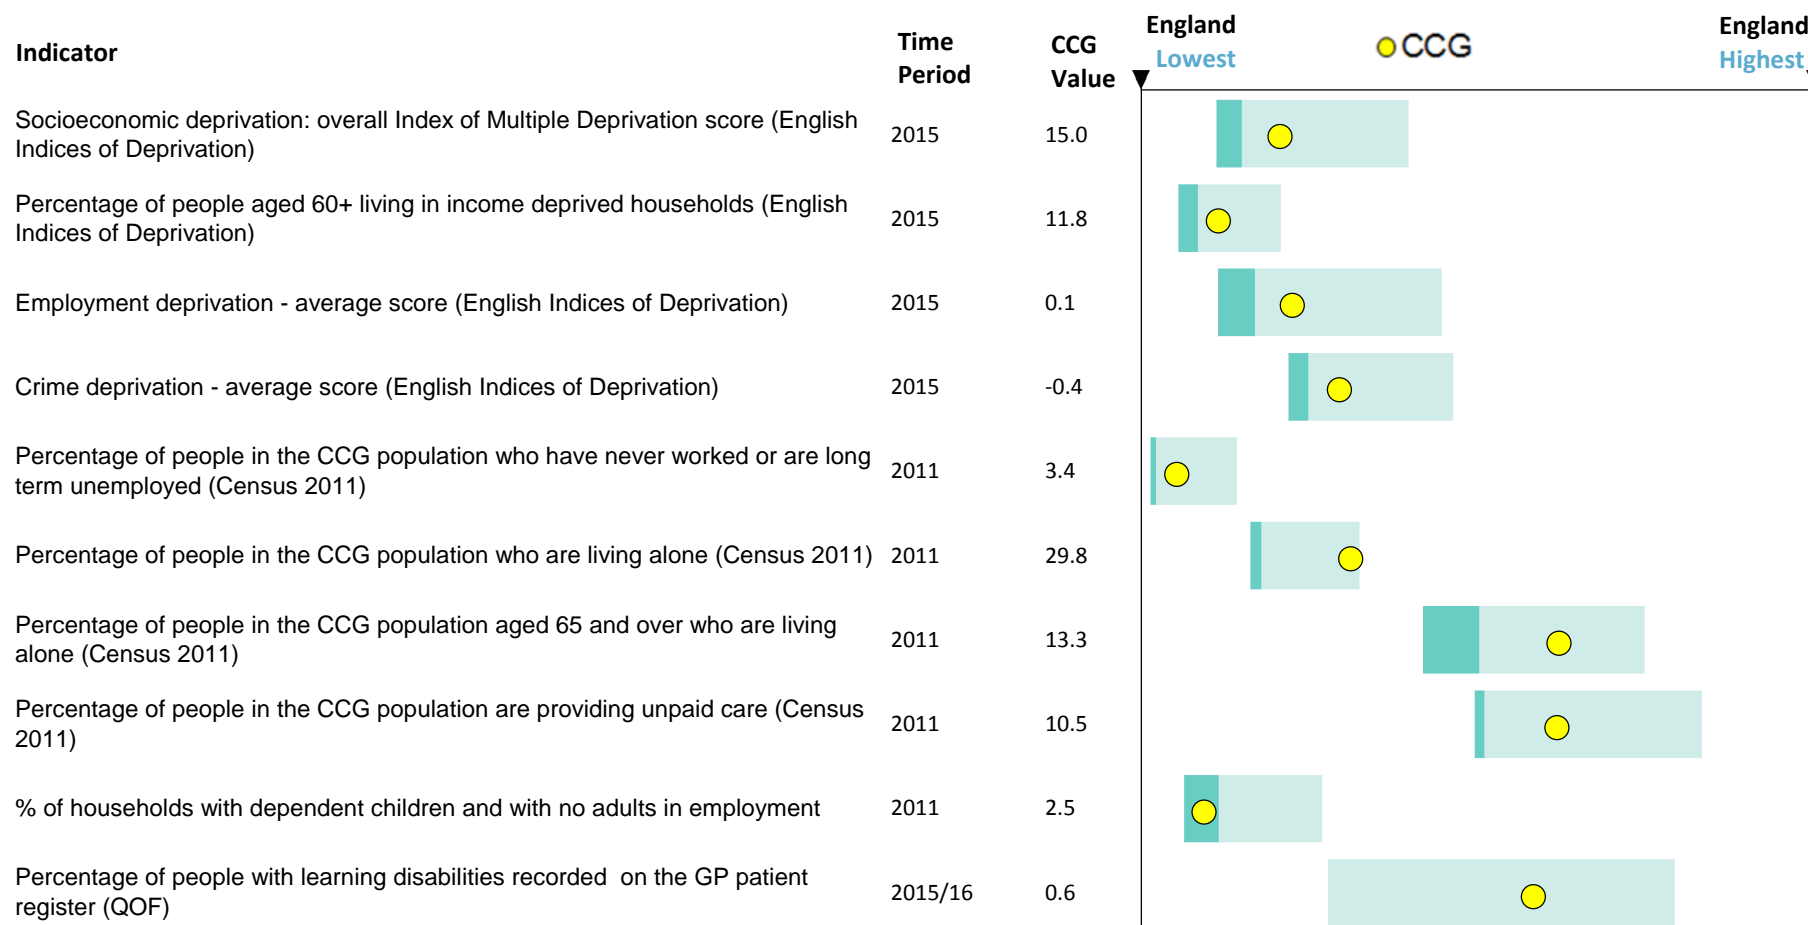 Indicator
Time
Period
CCG
Value
England
Lowest
CCG
England
Highest
Socioeconomic deprivation: overall Index of Multiple Deprivation score (English
Indices of Deprivation)
2015
15.0
Percentage of people aged 60+ living in income deprived households (English
Indices of Deprivation)
2015
11.8
Employment deprivation - average score (English Indices of Deprivation)
2015
0.1
Crime deprivation - average score (English Indices of Deprivation)
2015
-0.4
Percentage of people in the CCG population who have never worked or are long
term unemployed (Census 2011)
2011
3.4
Percentage of people in the CCG population who are living alone (Census 2011)
2011
29.8
Percentage of people in the CCG population aged 65 and over who are living
alone (Census 2011)
2011
13.3
Percentage of people in the CCG population are providing unpaid care (Census
2011)
2011
10.5
% of households with dependent children and with no adults in employment
2011
2.5
Percentage of people with learning disabilities recorded  on the GP patient
register (QOF)
2015/16
0.6